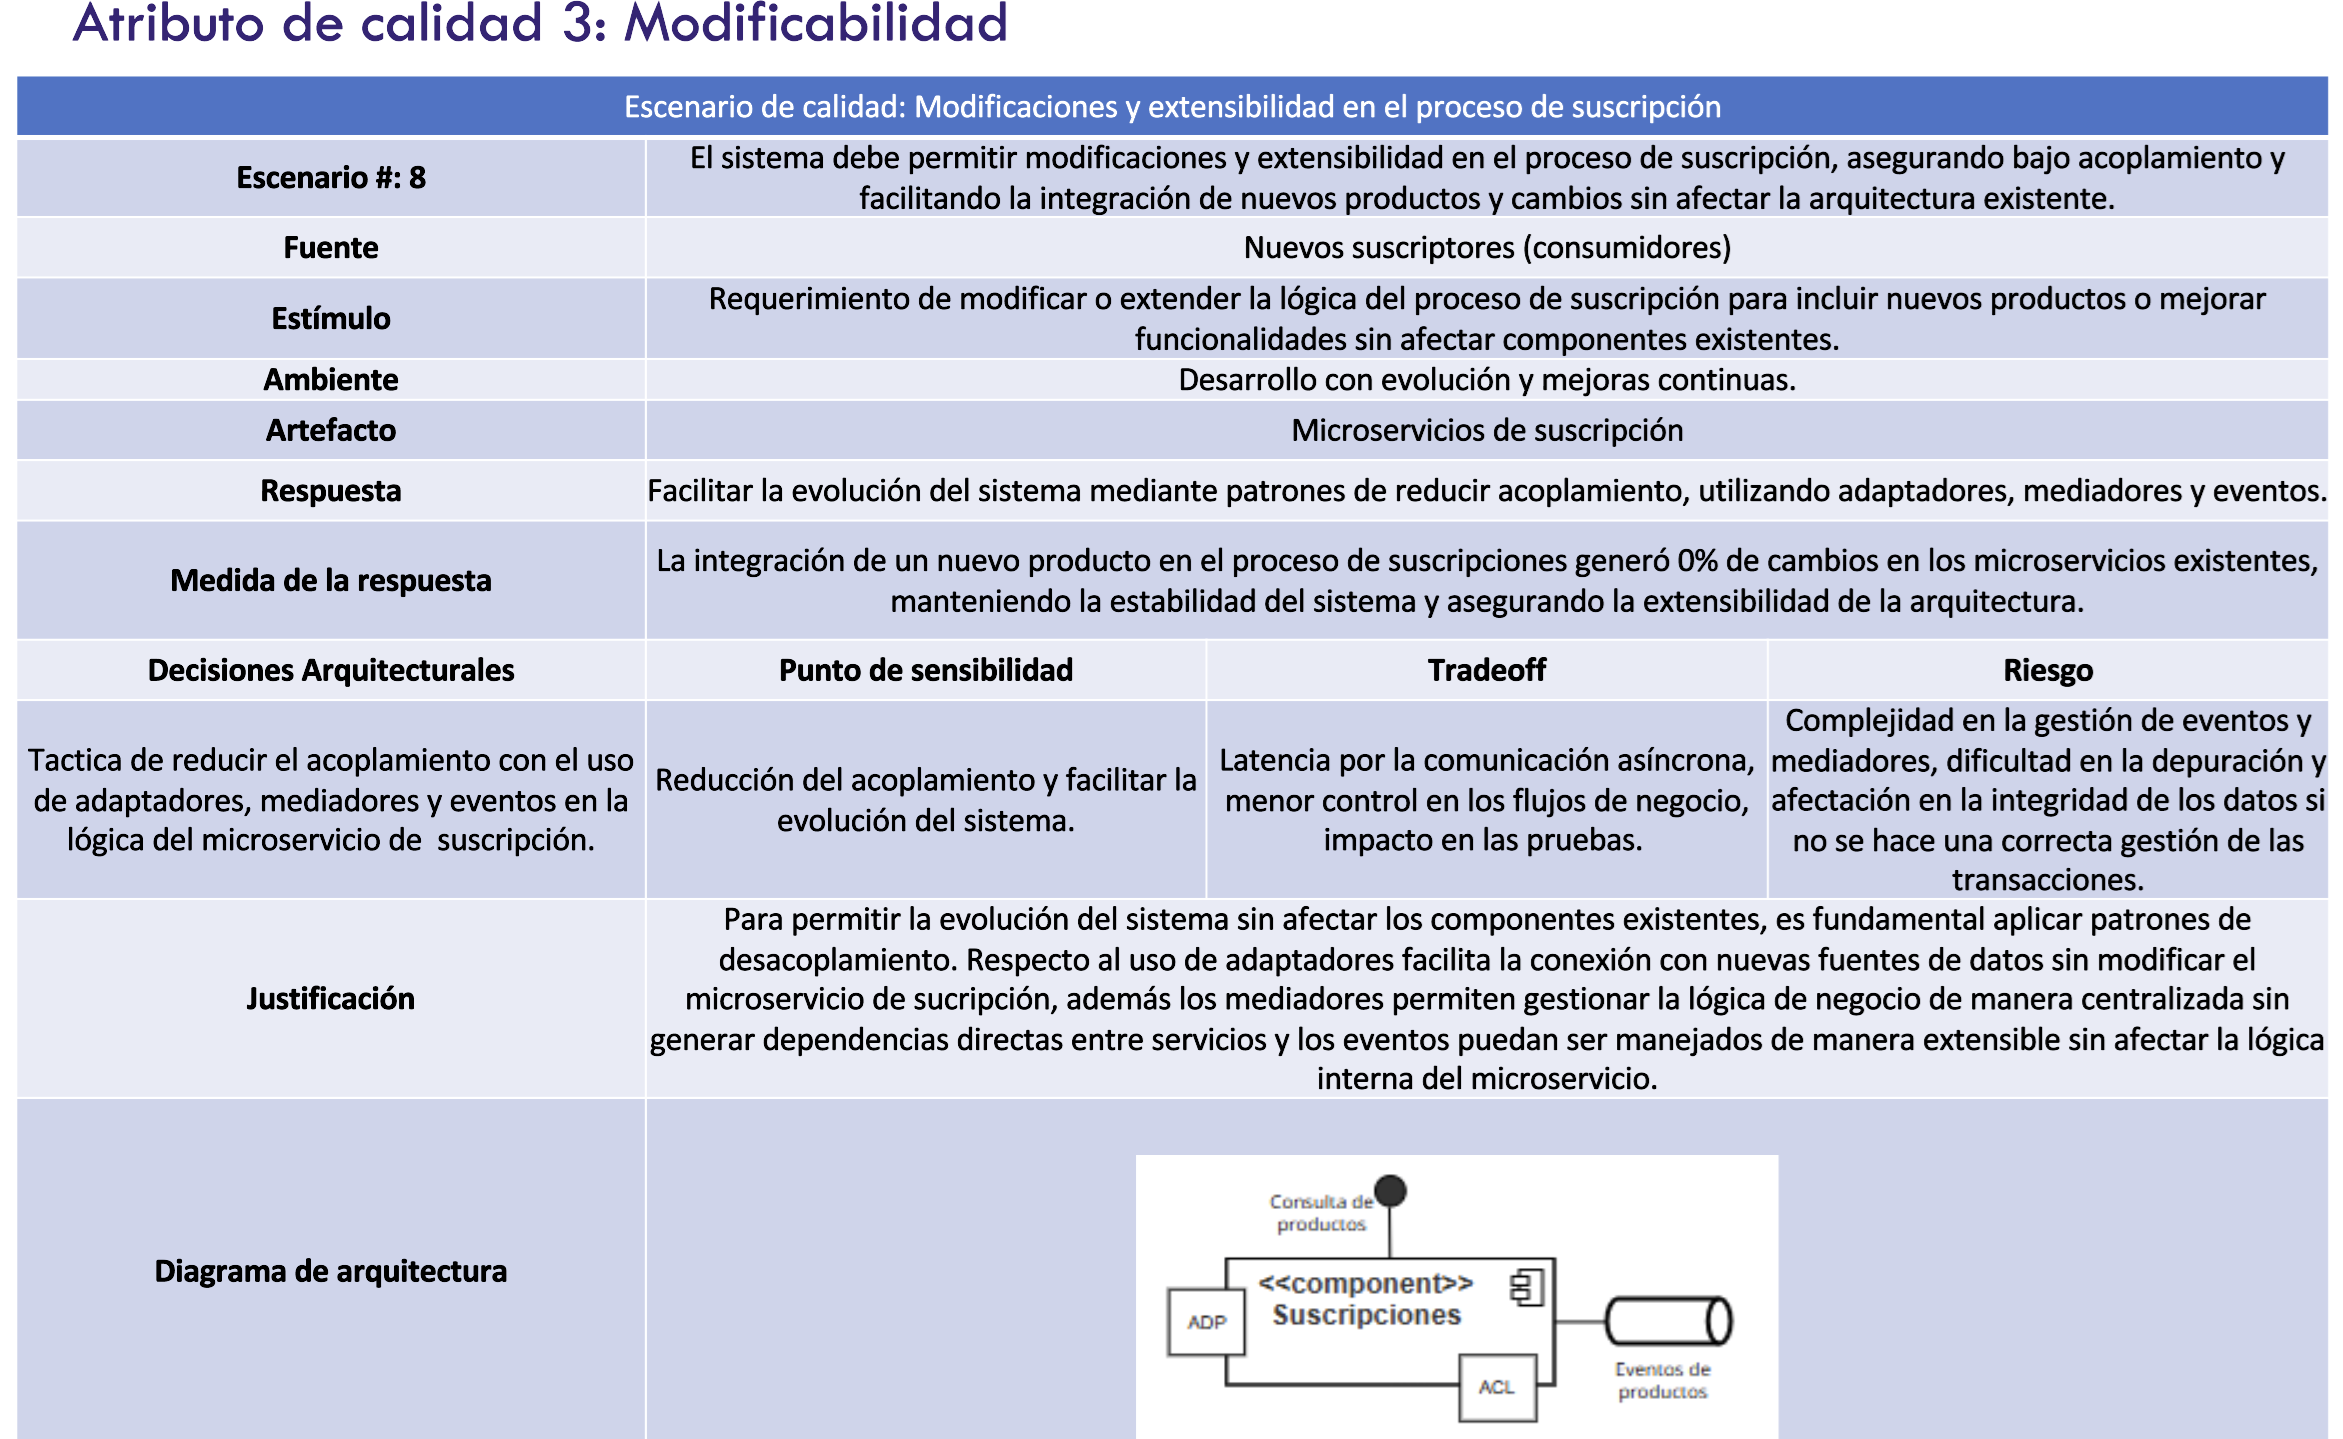 Atributo de calidad 3: Modificabilidad
Escenario de calidad: Modificaciones y extensibilidad en el proceso de suscripción
Escenario #: 8
El sistema debe permitir modificaciones y extensibilidad en el proceso de suscripción, asegurando bajo acoplamiento y
facilitando la integración de nuevos productos y cambios sin afectar la arquitectura existente.
Fuente
Nuevos suscriptores (consumidores)
Estímulo
Requerimiento de modificar o extender la lógica del proceso de suscripción para incluir nuevos productos o mejorar
funcionalidades sin afectar componentes existentes.
Ambiente
Desarrollo con evolución y mejoras continuas.
Artefacto
Microservicios de suscripción
Respuesta
Facilitar la evolución del sistema mediante patrones de reducir acoplamiento, utilizando adaptadores, mediadores y eventos.
Medida de la respuesta
La integración de un nuevo producto en el proceso de suscripciones generó 0% de cambios en los microservicios existentes,
manteniendo la estabilidad del sistema y asegurando la extensibilidad de la arquitectura.
Decisiones Arquitecturales
Punto de sensibilidad
Tradeoff
Riesgo
Tactica de reducir el acoplamiento con el uso
de adaptadores, mediadores y eventos en la
lógica del microservicio de  suscripción.
Reducción del acoplamiento y facilitar la
evolución del sistema.
Latencia por la comunicación asíncrona,
menor control en los flujos de negocio,
impacto en las pruebas.
Complejidad en la gestión de eventos y
mediadores, dificultad en la depuración y
afectación en la integridad de los datos si
no se hace una correcta gestión de las
transacciones.
Justificación
Para permitir la evolución del sistema sin afectar los componentes existentes, es fundamental aplicar patrones de
desacoplamiento. Respecto al uso de adaptadores facilita la conexión con nuevas fuentes de datos sin modificar el
microservicio de sucripción, además los mediadores permiten gestionar la lógica de negocio de manera centralizada sin
generar dependencias directas entre servicios y los eventos puedan ser manejados de manera extensible sin afectar la lógica
interna del microservicio.
Diagrama de arquitectura
Consulta de
productos
<<component>>
Suscripciones
ADP
ACL
Eventos de
productos